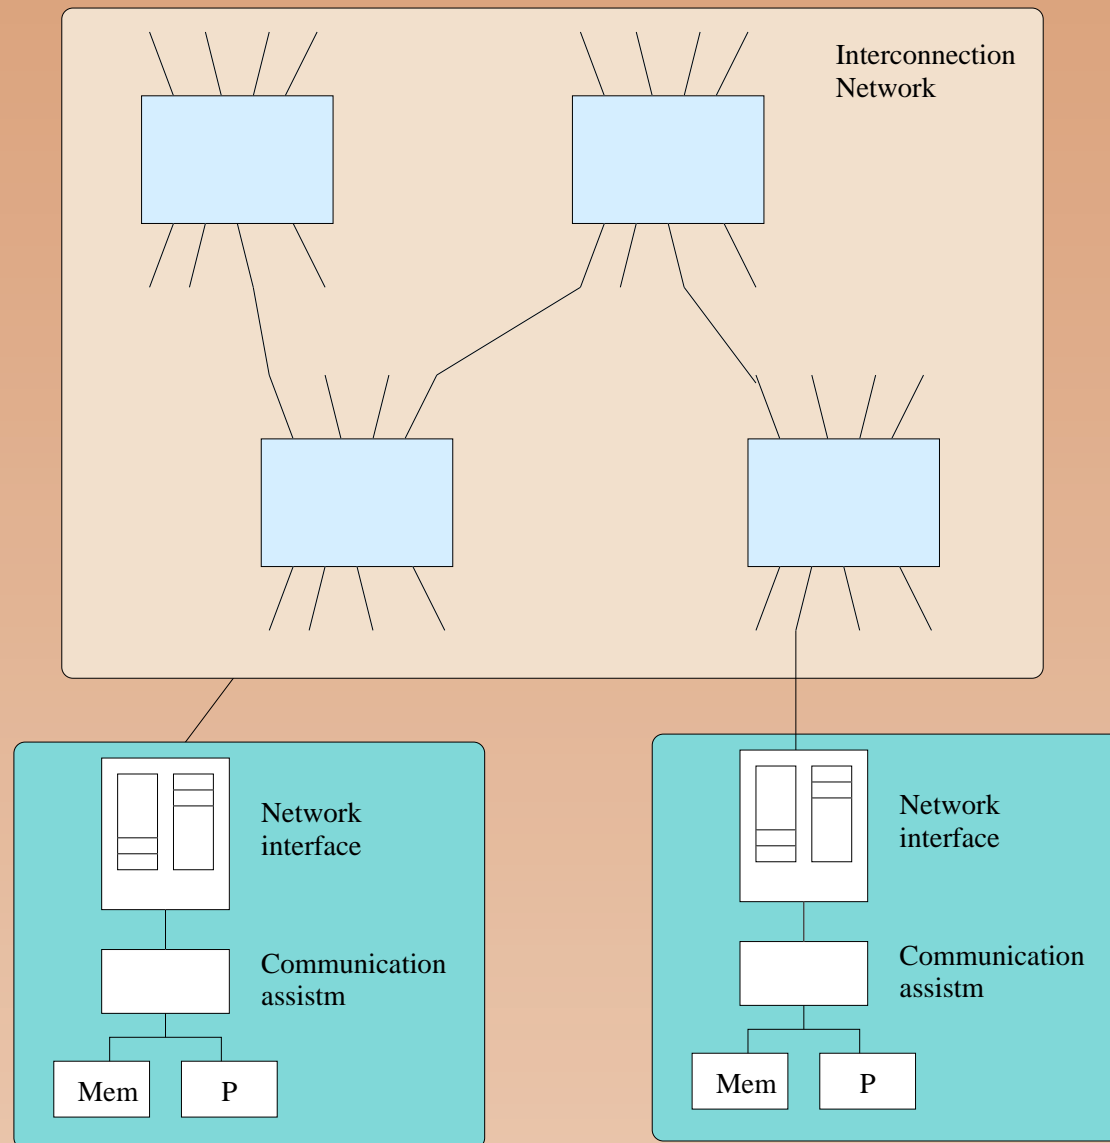 Interconnection
Network
Network
interface
Communication
assistm
Mem
P
Network
interface
Communication
assistm
Mem
P